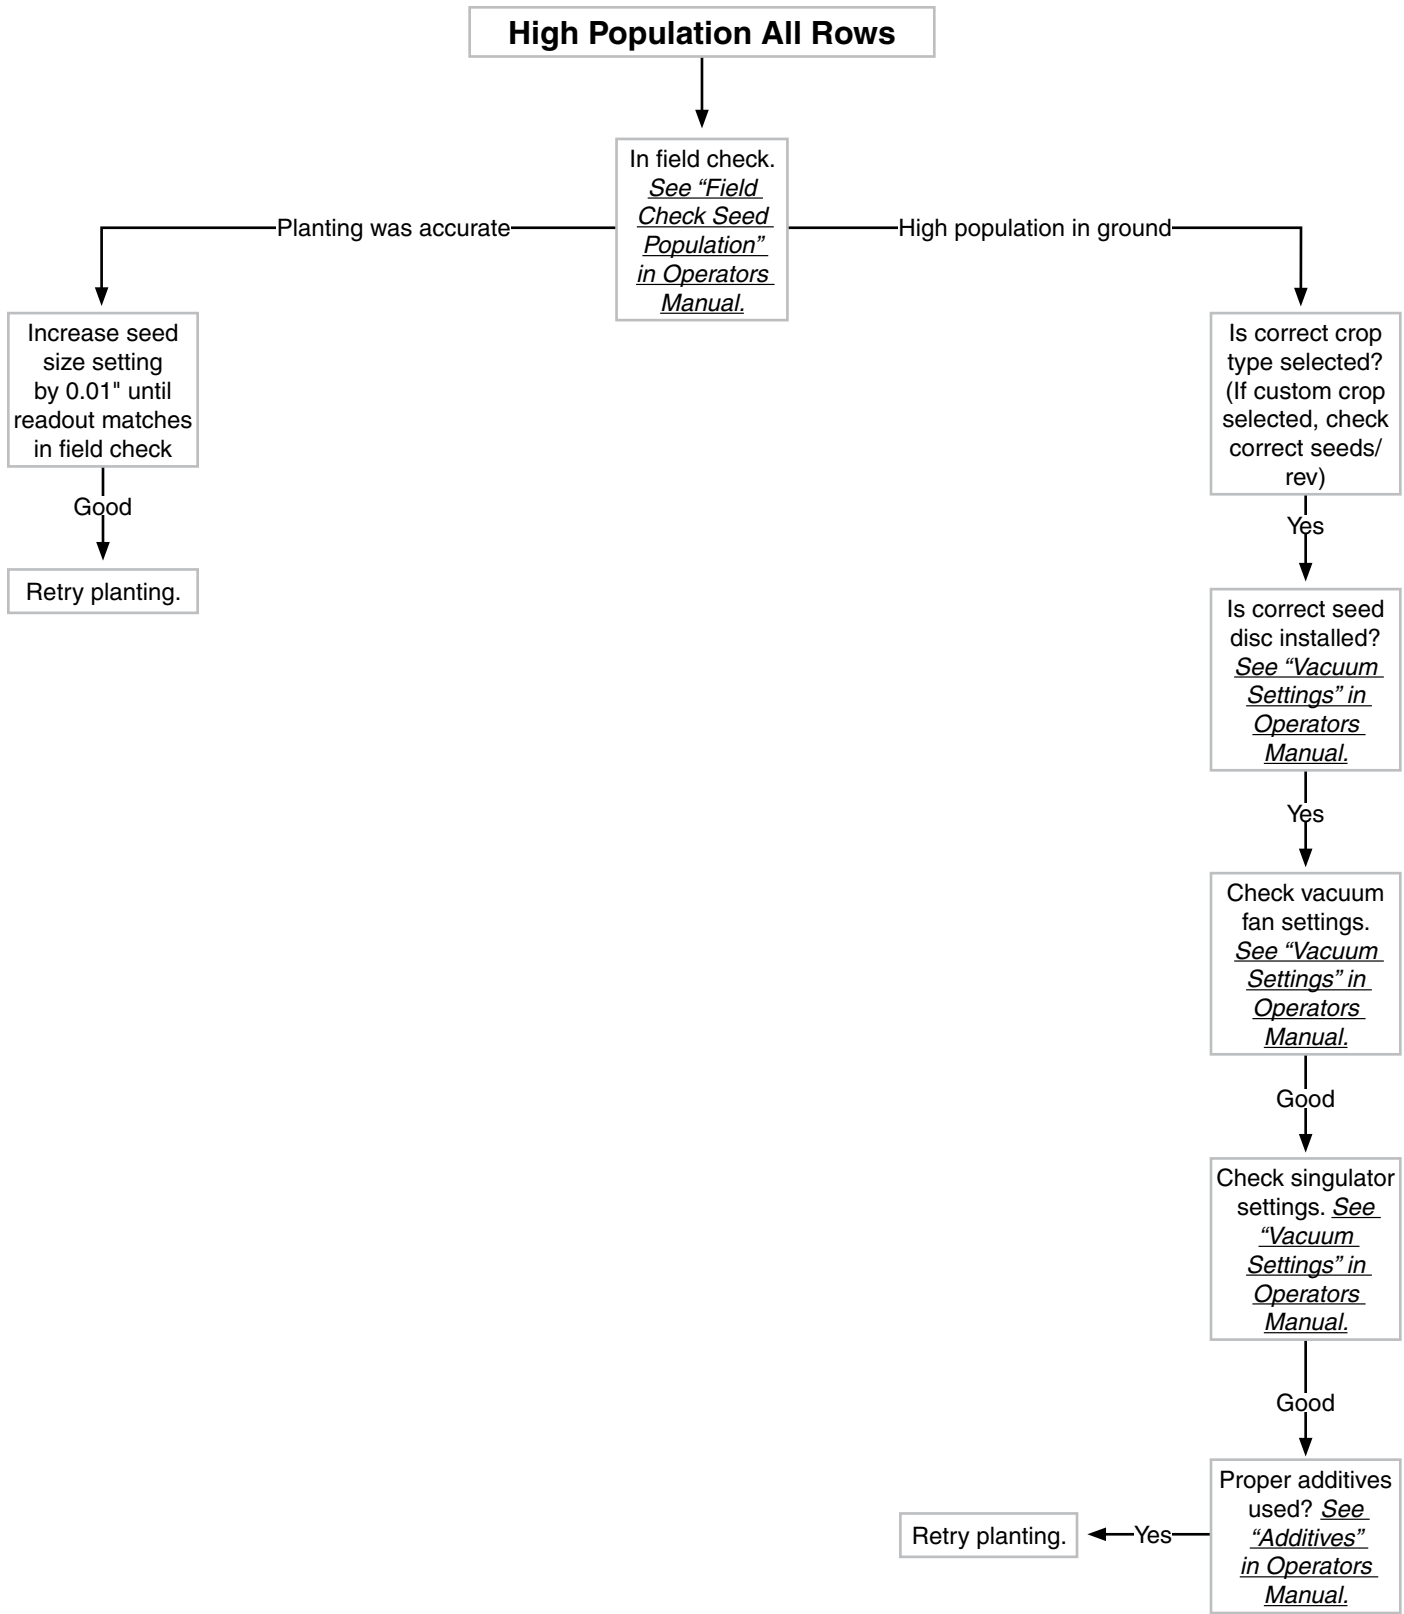 High Population All Rows
In field check.
See “Field
Check Seed
Population”
in Operators
Manual.
Planting was accurate
High population in ground
Increase seed
size setting
by 0.01" until
readout matches
in field check
Good
Retry planting.
Is correct crop
type selected?
(If custom crop
selected, check
correct seeds/
rev)
Yes
Is correct seed
disc installed?
See “Vacuum
Settings” in
Operators
Manual.
Yes
Check vacuum
fan settings.
See “Vacuum
Settings” in
Operators
Manual.
Good
Check singulator
settings. See
“Vacuum
Settings” in
Operators
Manual.
Good
Proper additives
used? See
“Additives”
in Operators
Manual.
Yes
Retry planting.